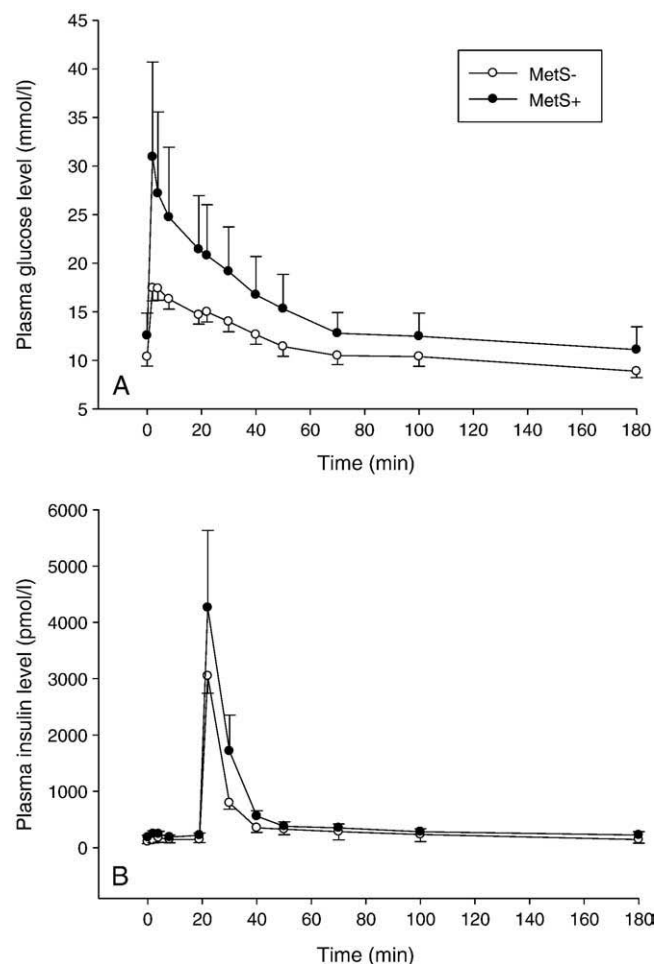 45
40
35
30
25
20
15
10
5
Plasma glucose level (mmol/l)
MetS-
MetS+
A
0 20 40 60 80 100 120 140 160 180
Time (min)
6000
5000
4000
3000
2000
1000
0
Plasma insulin level (pmol/l)
B
0 20 40 60 80 100 120 140 160 180
Time (min)